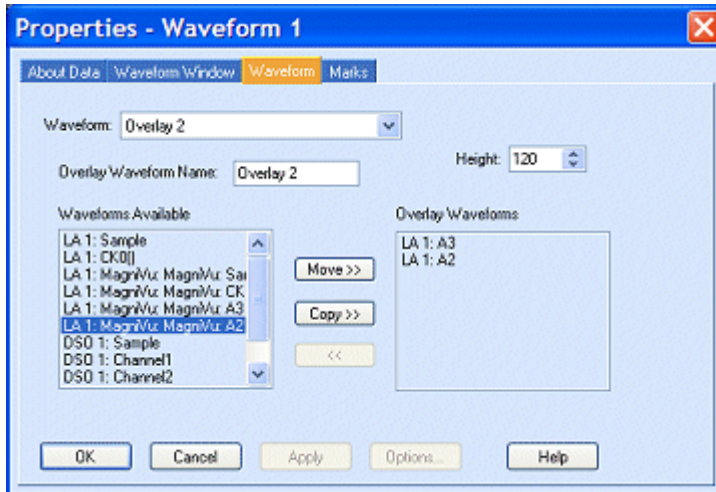 Properties - Waveform 1
About Data Waveform Window Waveform Marks
Waveform: Overlay 2
Overlay Waveform Name: Overlay 2
Height: 120
Waveforms Available
LA 1: Sample
LA 1: CK0[]
LA 1: MagniVu: MagniVu: Sar
LA 1: MagniVu: MagniVu: CK
LA 1: MagniVu: MagniVu: A3
LA 1: MagniVu: MagniVu: A2
DSO 1: Sample
DSO 1: Channel1
DSO 1: Channel2
Move >>
Copy >>
<<
Overlay Waveforms
LA 1: A3
LA 1: A2
OK Cancel Apply Options... Help